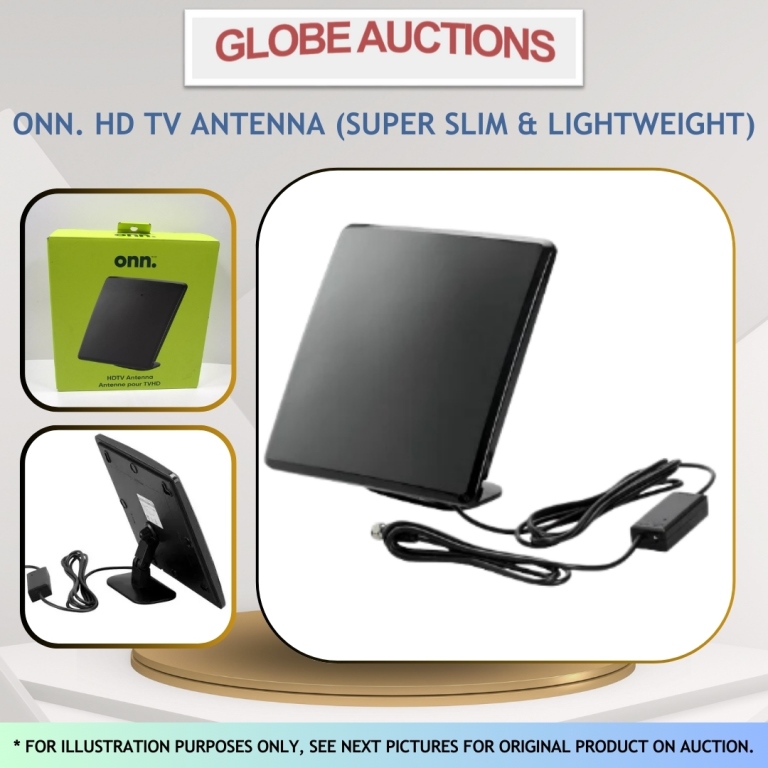 GLOBE AUCTIONS
ONN. HD TV ANTENNA (SUPER SLIM & LIGHTWEIGHT)
onn.
HDTV Antenna
Antenne pour TVHD
* FOR ILLUSTRATION PURPOSES ONLY, SEE NEXT PICTURES FOR ORIGINAL PRODUCT ON AUCTION.